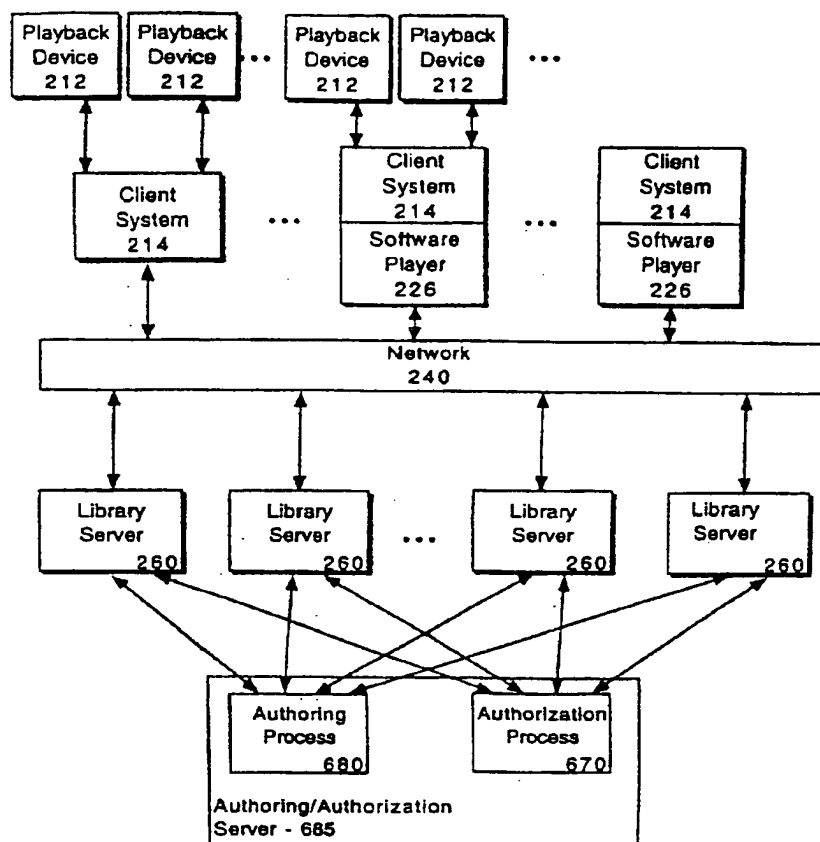 Playback
Device
212
Playback
Device
212
...
Playback
Device
212
Playback
Device
212
...
Client
System
214
...
Client
System
214
Software
Player
226
...
Client
System
214
Software
Player
226
Network
240
Library
Server
260
Library
Server
260
...
Library
Server
260
Library
Server
260
Authoring
Process
680
Authorization
Process
670
Authoring/Authorization
Server - 685